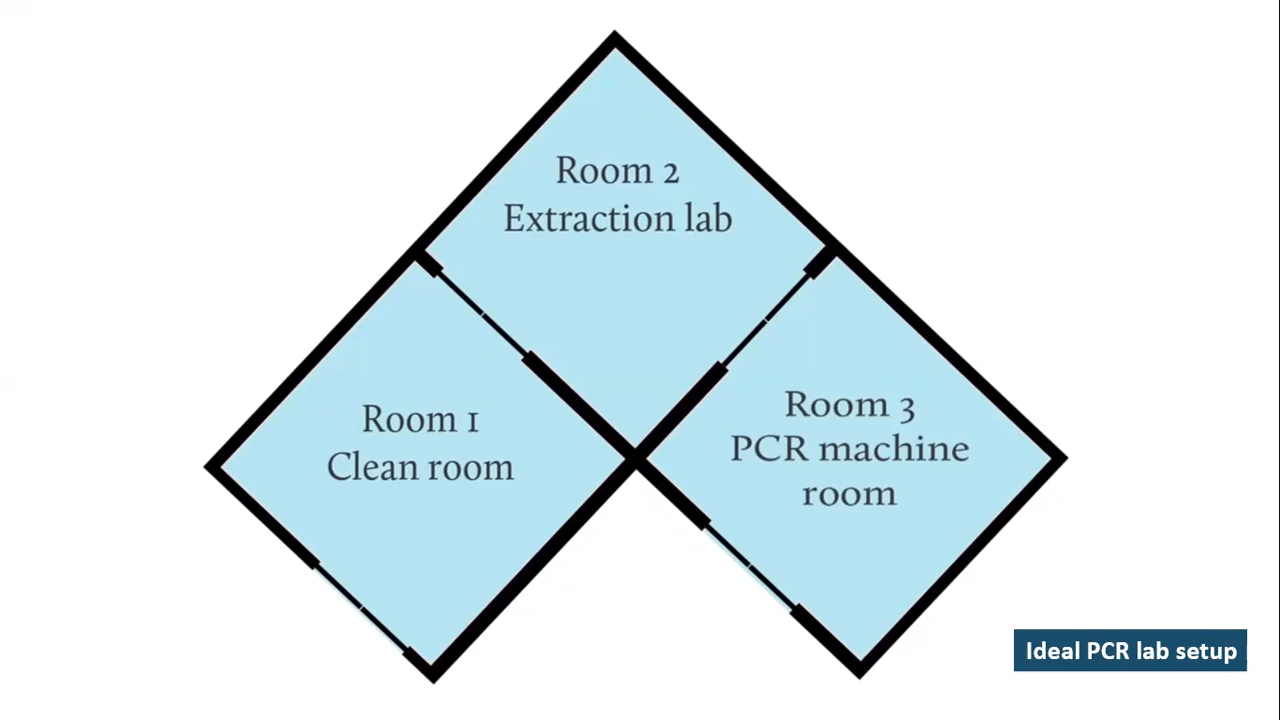 Room 2
Extraction lab
Room 1
Clean room
Room 3
PCR machine
room
Ideal PCR lab setup